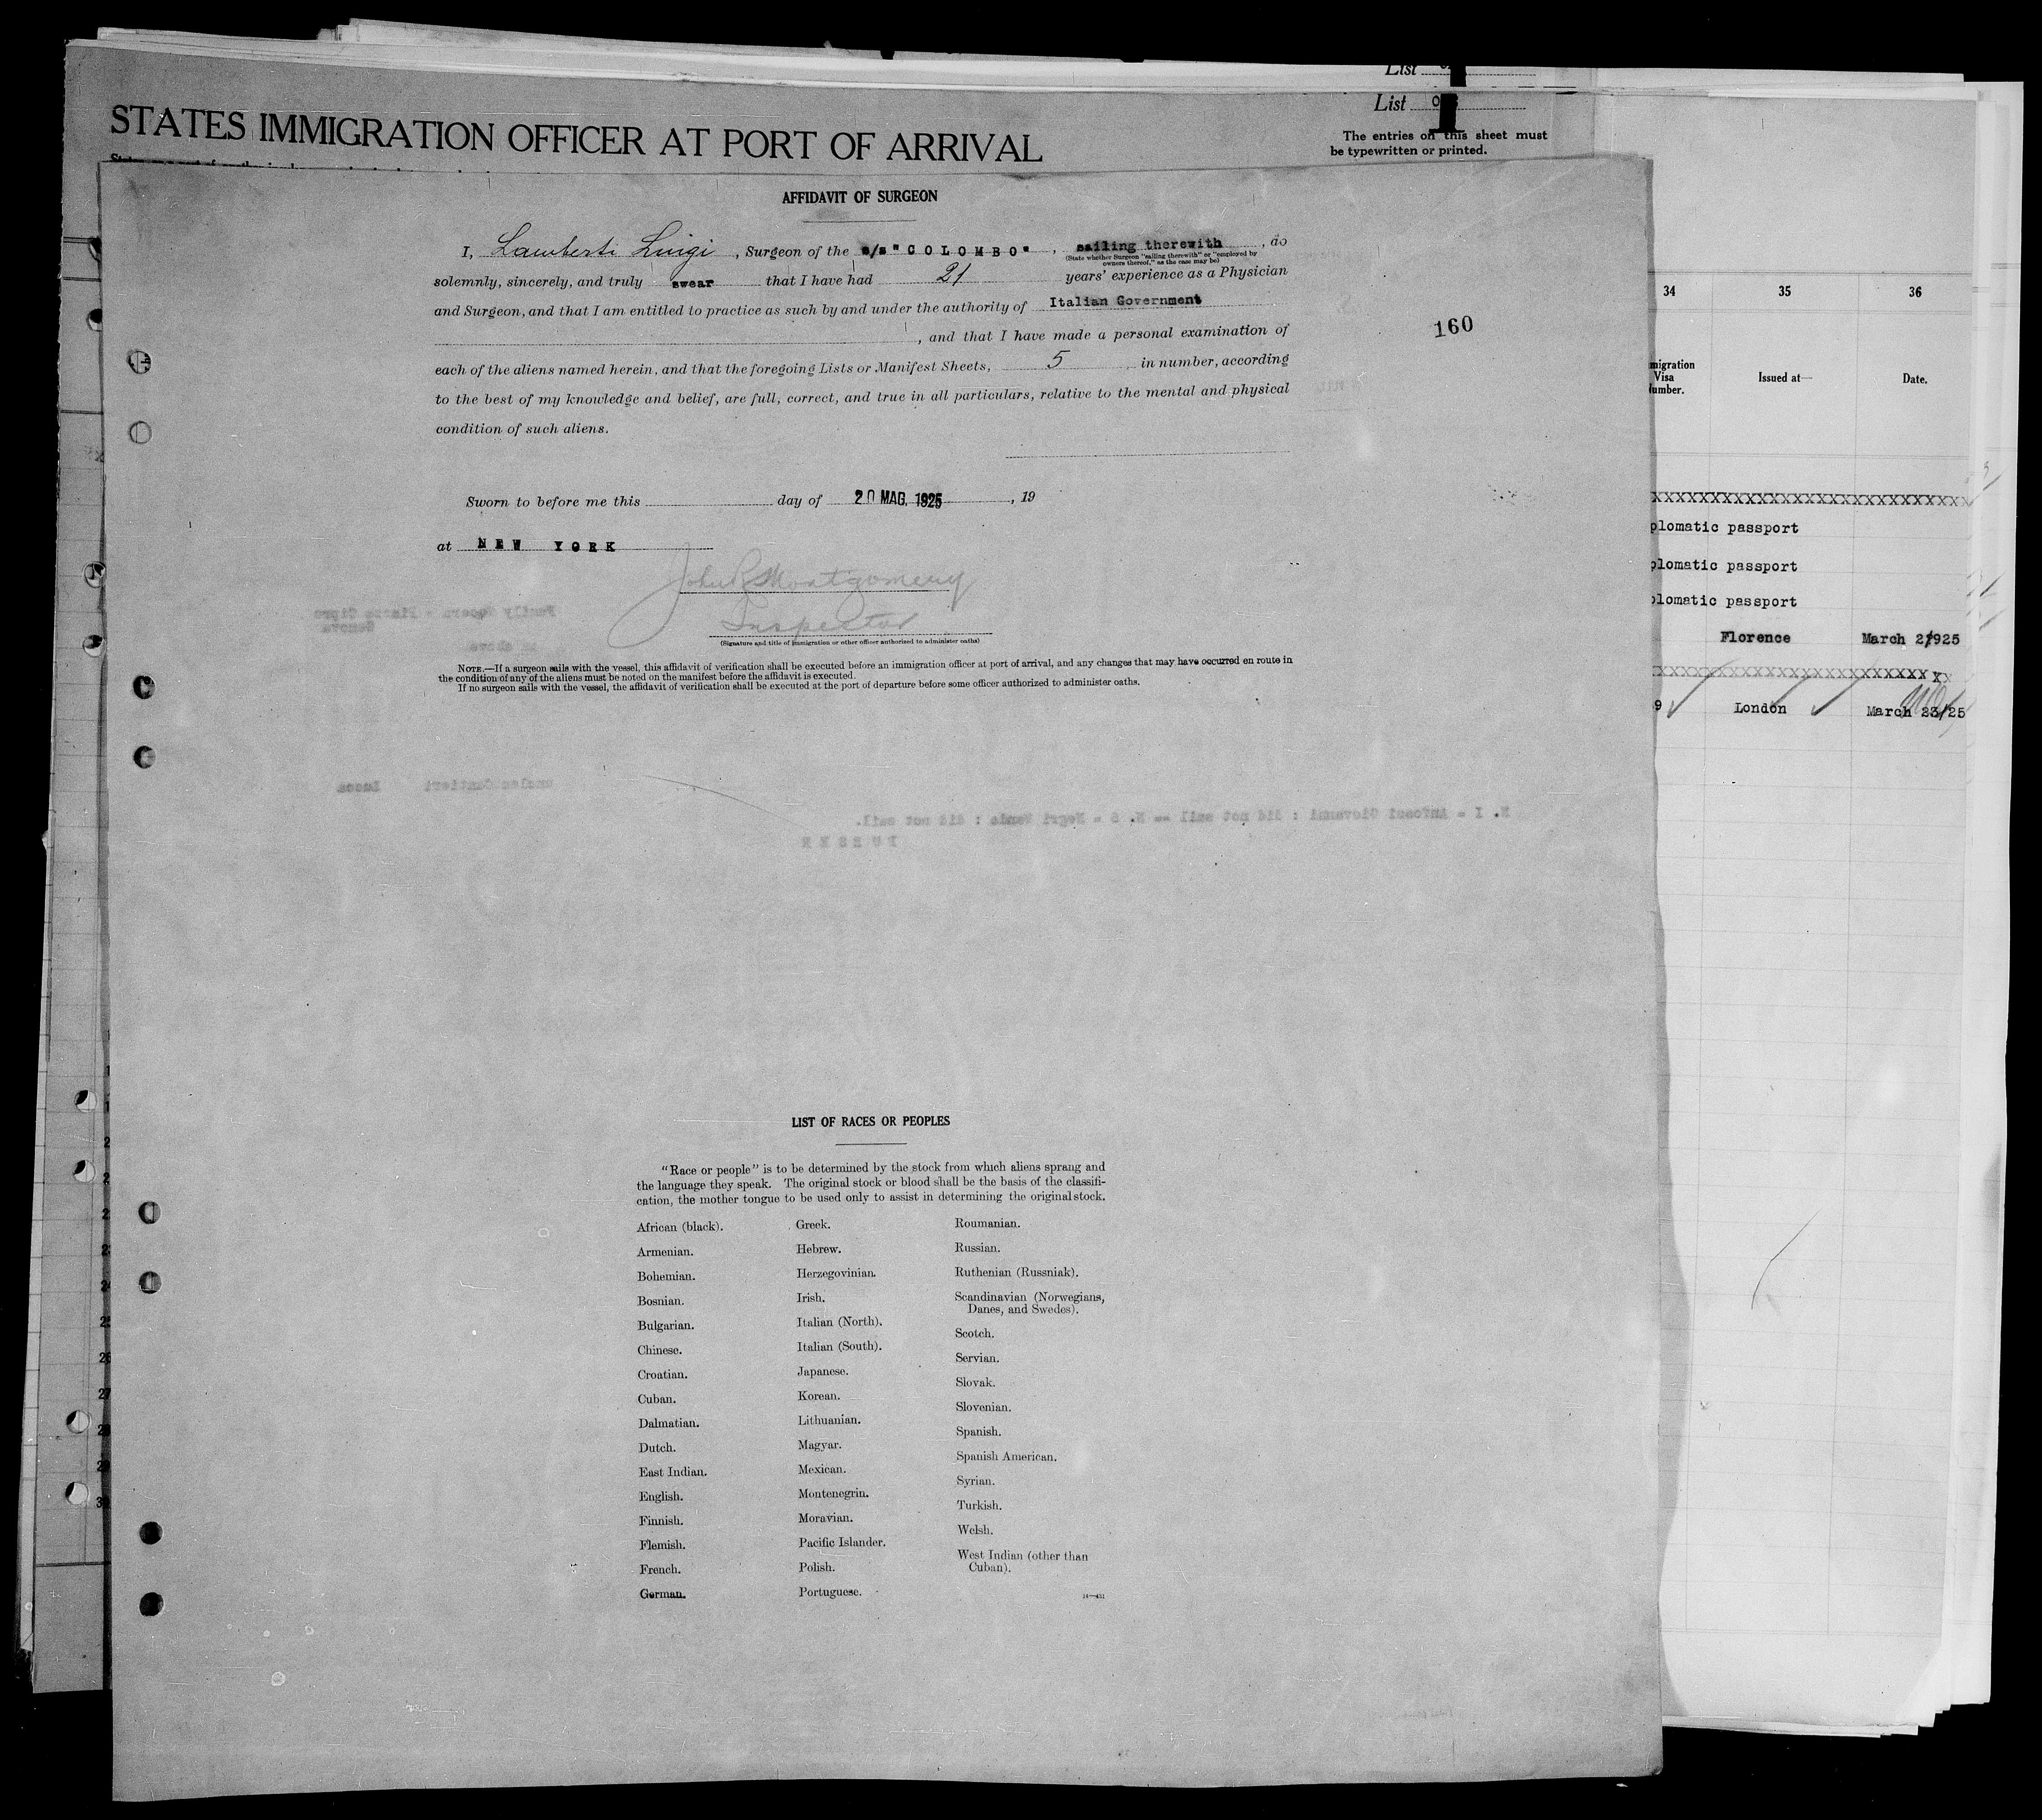 List
List
STATES IMMIGRATION OFFICER AT PORT OF ARRIVAL
The entries on this sheet must
be typewritten or printed.
AFFIDAVIT OF SURGEON
I, Lamberti Luigi, Surgeon of the s/s "COLOMBO", sailing therewith, do
(State whether Surgeon "sailing therewith" or "employed by
owners thereof," as the case may be)
solemnly, sincerely, and truly swear that I have had 21 years' experience as a Physician
and Surgeon, and that I am entitled to practice as such by and under the authority of Italian Government
, and that I have made a personal examination of
each of the aliens named herein, and that the foregoing Lists or Manifest Sheets, 5 in number, according
to the best of my knowledge and belief, are full, correct, and true in all particulars, relative to the mental and physical
condition of such aliens.
160
Sworn to before me this day of 20 MAG. 1925, 19
at NEW YORK
John R Montgomery
Inspector
(Signature and title of immigration or other officer authorized to administer oaths)
NOTE.—If a surgeon sails with the vessel, this affidavit of verification shall be executed before an immigration officer at port of arrival, and any changes that may have occurred en route in
the condition of any of the aliens must be noted on the manifest before the affidavit is executed.
If no surgeon sails with the vessel, the affidavit of verification shall be executed at the port of departure before some officer authorized to administer oaths.
N. I - Antoni Giovanni : did not sail -- N. 5 - Negri Wanda : did not sail.
LIST OF RACES OR PEOPLES
"Race or people" is to be determined by the stock from which aliens sprang and
the language they speak. The original stock or blood shall be the basis of the classifi-
cation, the mother tongue to be used only to assist in determining the original stock.
African (black).
Armenian.
Bohemian.
Bosnian.
Bulgarian.
Chinese.
Croatian.
Cuban.
Dalmatian.
Dutch.
East Indian.
English.
Finnish.
Flemish.
French.
German.
Greek.
Hebrew.
Herzegovinian.
Irish.
Italian (North).
Italian (South).
Japanese.
Korean.
Lithuanian.
Magyar.
Mexican.
Montenegrin.
Moravian.
Pacific Islander.
Polish.
Portuguese.
Roumanian.
Russian.
Ruthenian (Russniak).
Scandinavian (Norwegians,
Danes, and Swedes).
Scotch.
Servian.
Slovak.
Slovenian.
Spanish.
Spanish American.
Syrian.
Turkish.
Welsh.
West Indian (other than
Cuban).
34 35 36
migration
Visa
umber.
Issued at—
Date.
plomatic passport
plomatic passport
plomatic passport
Florence March 2/925
9 London March 23/25